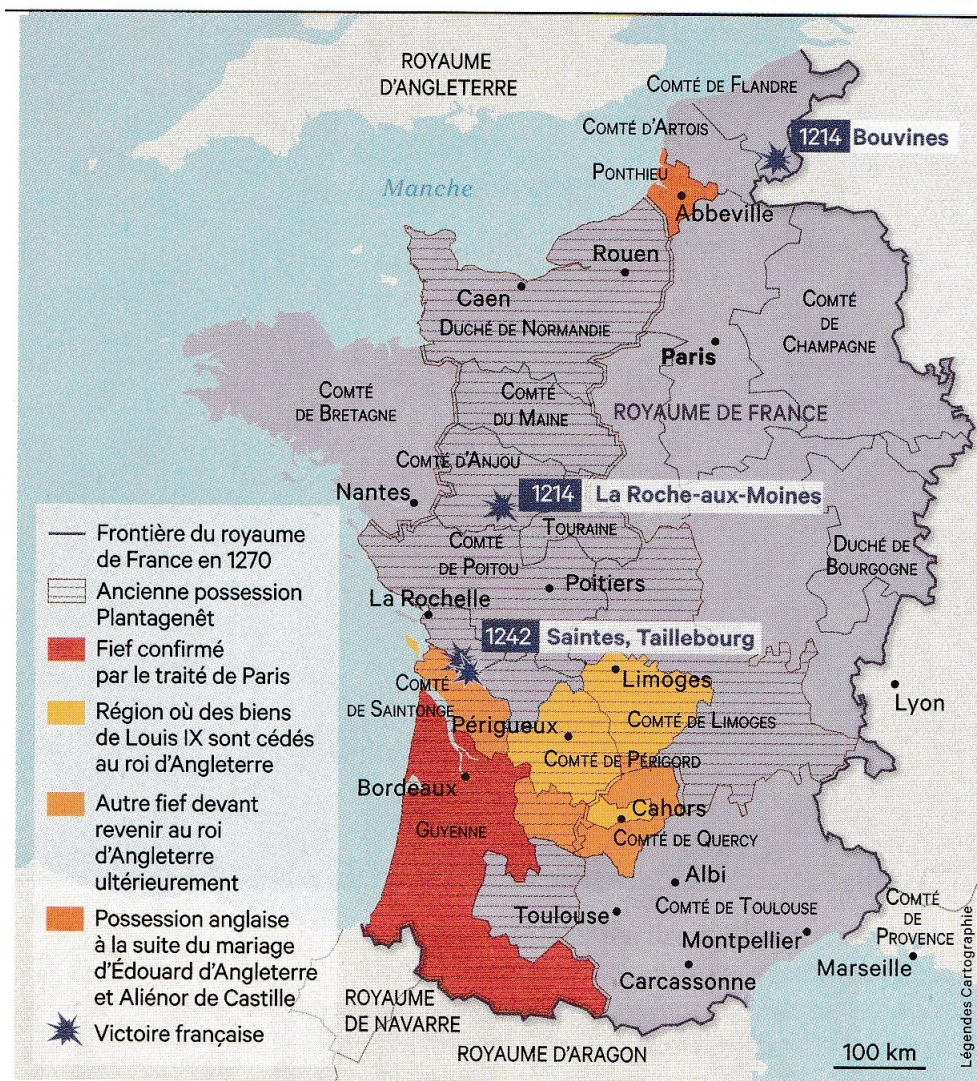 ROYAUME
D'ANGLETERRE
COMTÉ DE FLANDRE
COMTÉ D'ARTOIS
1214 Bouvines
PONTHIEU
Manche
Abbeville
Rouen
Caen
DUCHÉ DE NORMANDIE
COMTÉ
DE
CHAMPAGNE
Paris
COMTÉ
DE BRETAGNE
COMTÉ
DU MAINE
ROYAUME DE FRANCE
COMTÉ D'ANJOU
Nantes
1214 La Roche-aux-Moines
TOURAINE
COMTÉ
DE POITOU
DUCHÉ DE
BOURGOGNE
Poitiers
La Rochelle
1242 Saintes, Taillebourg
Limoges
Lyon
COMTÉ
DE SAINTONGE
COMTÉ DE LIMOGES
Périgueux
COMTÉ DE PÉRIGORD
Bordeaux
Cahors
GUYENNE
COMTÉ DE QUERCY
Albi
Toulouse
COMTÉ DE TOULOUSE
COMTÉ
DE
PROVENCE
Montpellier
Marseille
Carcassonne
ROYAUME
DE NAVARRE
ROYAUME D'ARAGON
100 km
Légendes Cartographie
Frontière du royaume
de France en 1270
Ancienne possession
Plantagenêt
Fief confirmé
par le traité de Paris
Région où des biens
de Louis IX sont cédés
au roi d'Angleterre
Autre fief devant
revenir au roi
d'Angleterre
ultérieurement
Possession anglaise
à la suite du mariage
d'Édouard d'Angleterre
et Aliénor de Castille
Victoire française